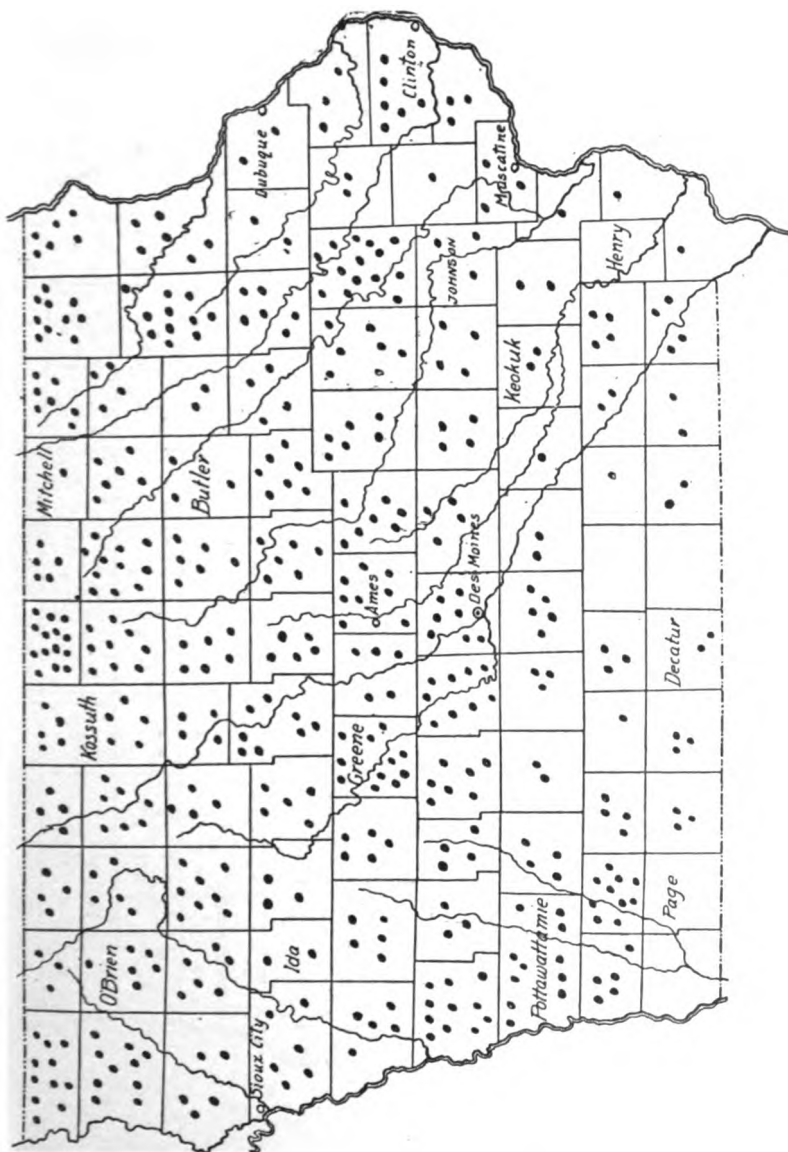 Mitchell
Kossuth
O'Brien
Butler
Dubuque
Sioux City
Ida
Greene
Ames
Clinton
Des Moines
JOHNSON
Muscatine
Pottawattamie
Keokuk
Henry
Page
Decatur